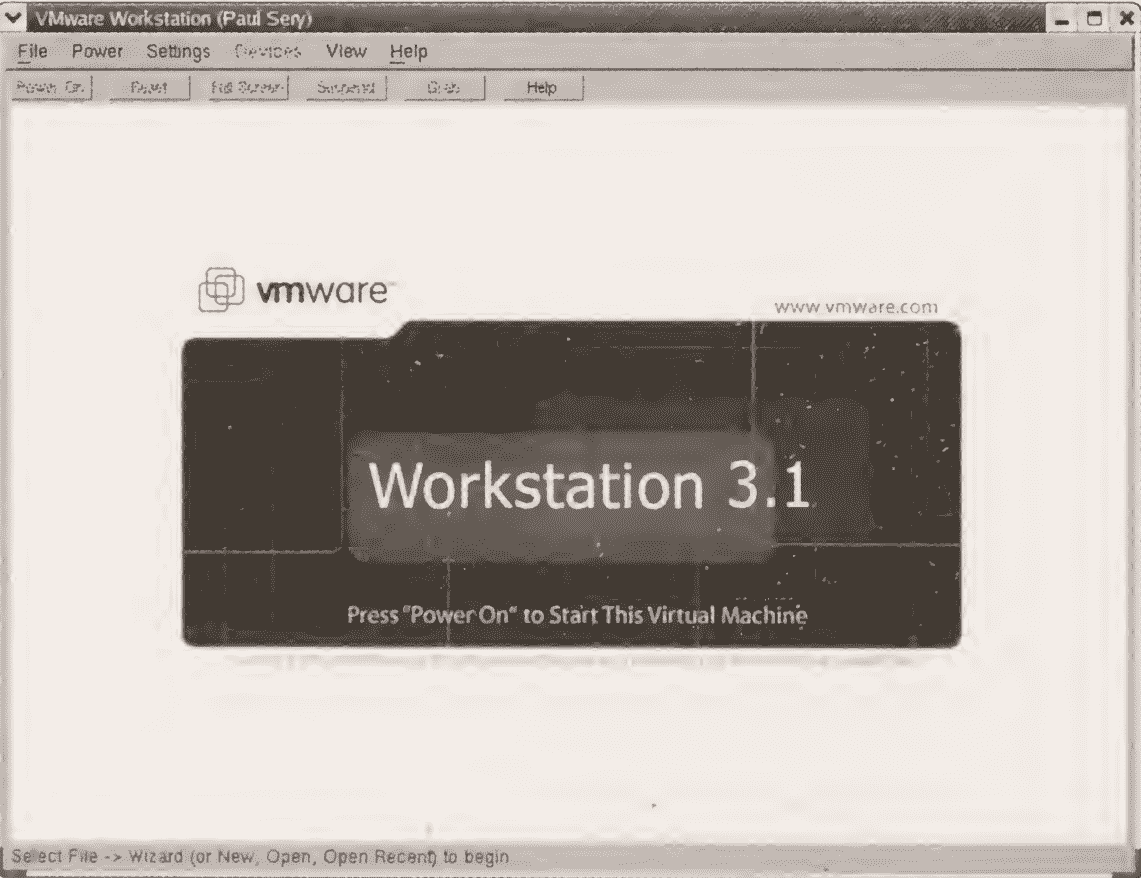 VMware Workstation (Paul Sery)
File Power Settings Devices View Help
Power On Reset Full Screen Suspend Grab Help
vmware
www.vmware.com
Workstation 3.1
Press "Power On" to Start This Virtual Machine
Select File -> Wizard (or New, Open, Open Recent) to begin